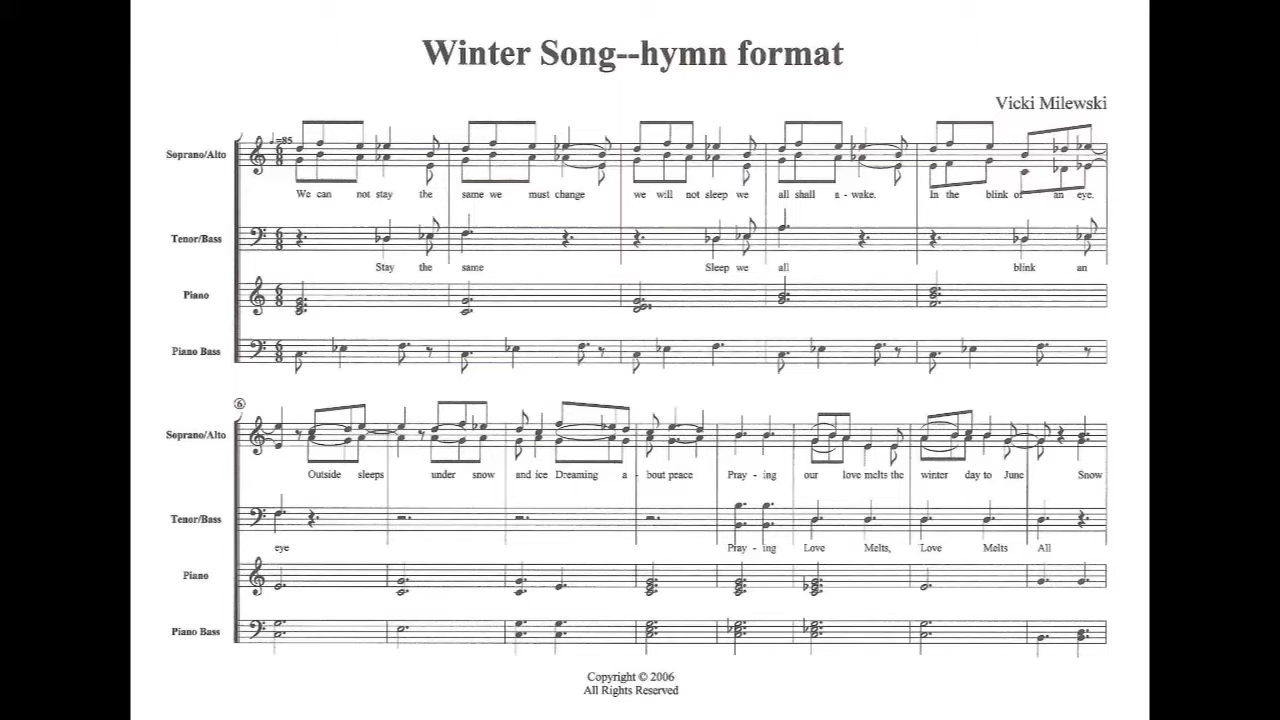 Winter Song--hymn format
Vicki Milewski
=85
Soprano/Alto
We can not stay the same we must change we will not sleep we all shall a - wake. In the blink of an eye.
Tenor/Bass
Stay the same Sleep we all blink an
Piano
Piano Bass
6
Soprano/Alto
Outside sleeps under snow and ice Dreaming a - bout peace Pray - ing our love melts the winter day to June Snow
Tenor/Bass
eye Pray - ing Love Melts, Love Melts All
Piano
Piano Bass
Copyright © 2006
All Rights Reserved